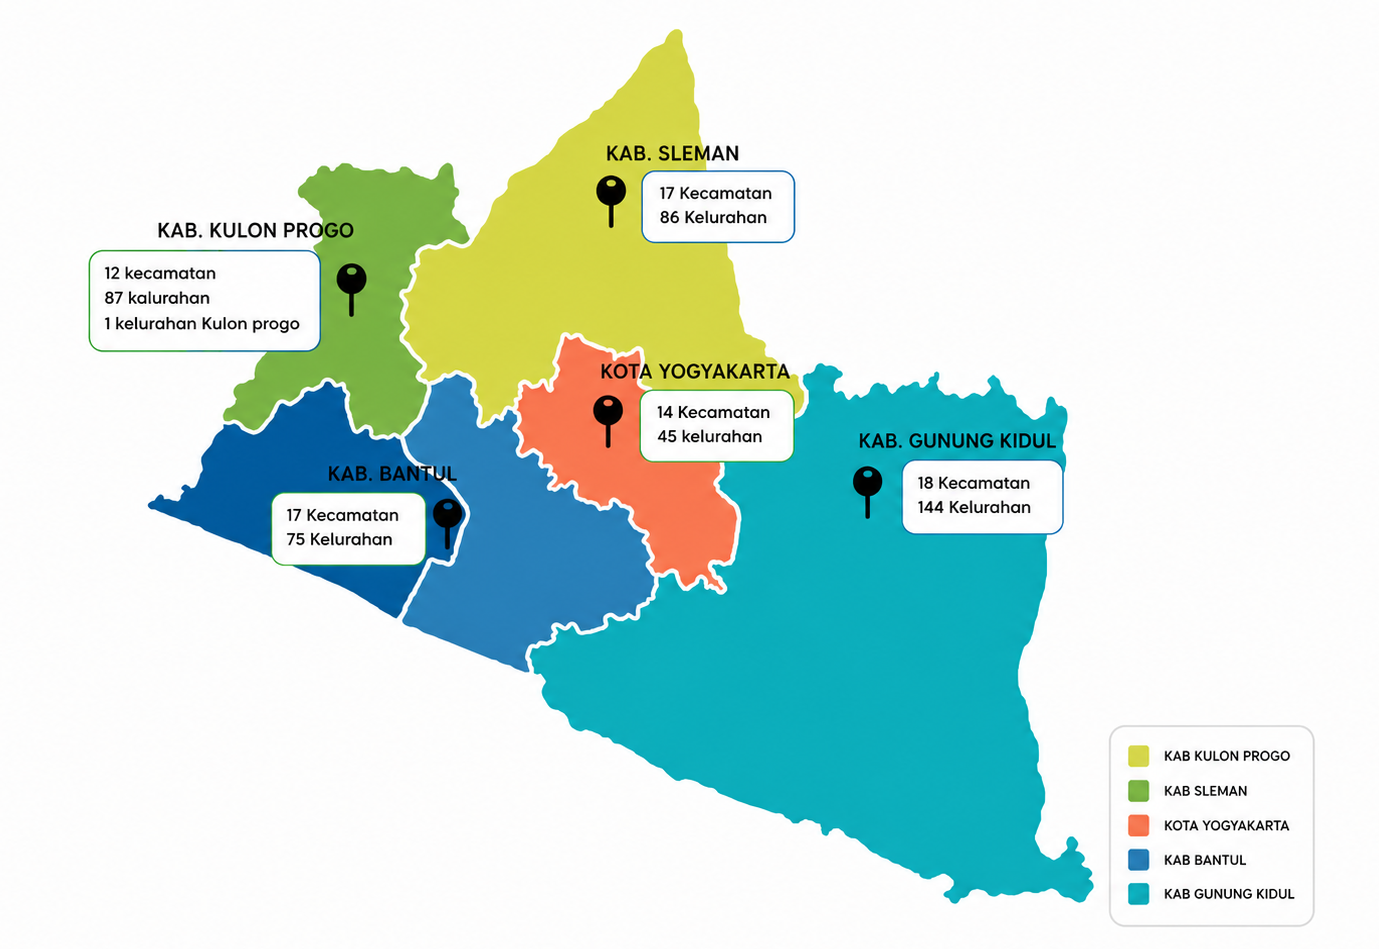 KAB. SLEMAN
17 Kecamatan
86 Kelurahan
KAB. KULON PROGO
12 kecamatan
87 kalurahan
1 kelurahan Kulon progo
KOTA YOGYAKARTA
14 Kecamatan
45 kelurahan
KAB. GUNUNG KIDUL
18 Kecamatan
144 Kelurahan
KAB. BANTUL
17 Kecamatan
75 Kelurahan
KAB KULON PROGO
KAB SLEMAN
KOTA YOGYAKARTA
KAB BANTUL
KAB GUNUNG KIDUL